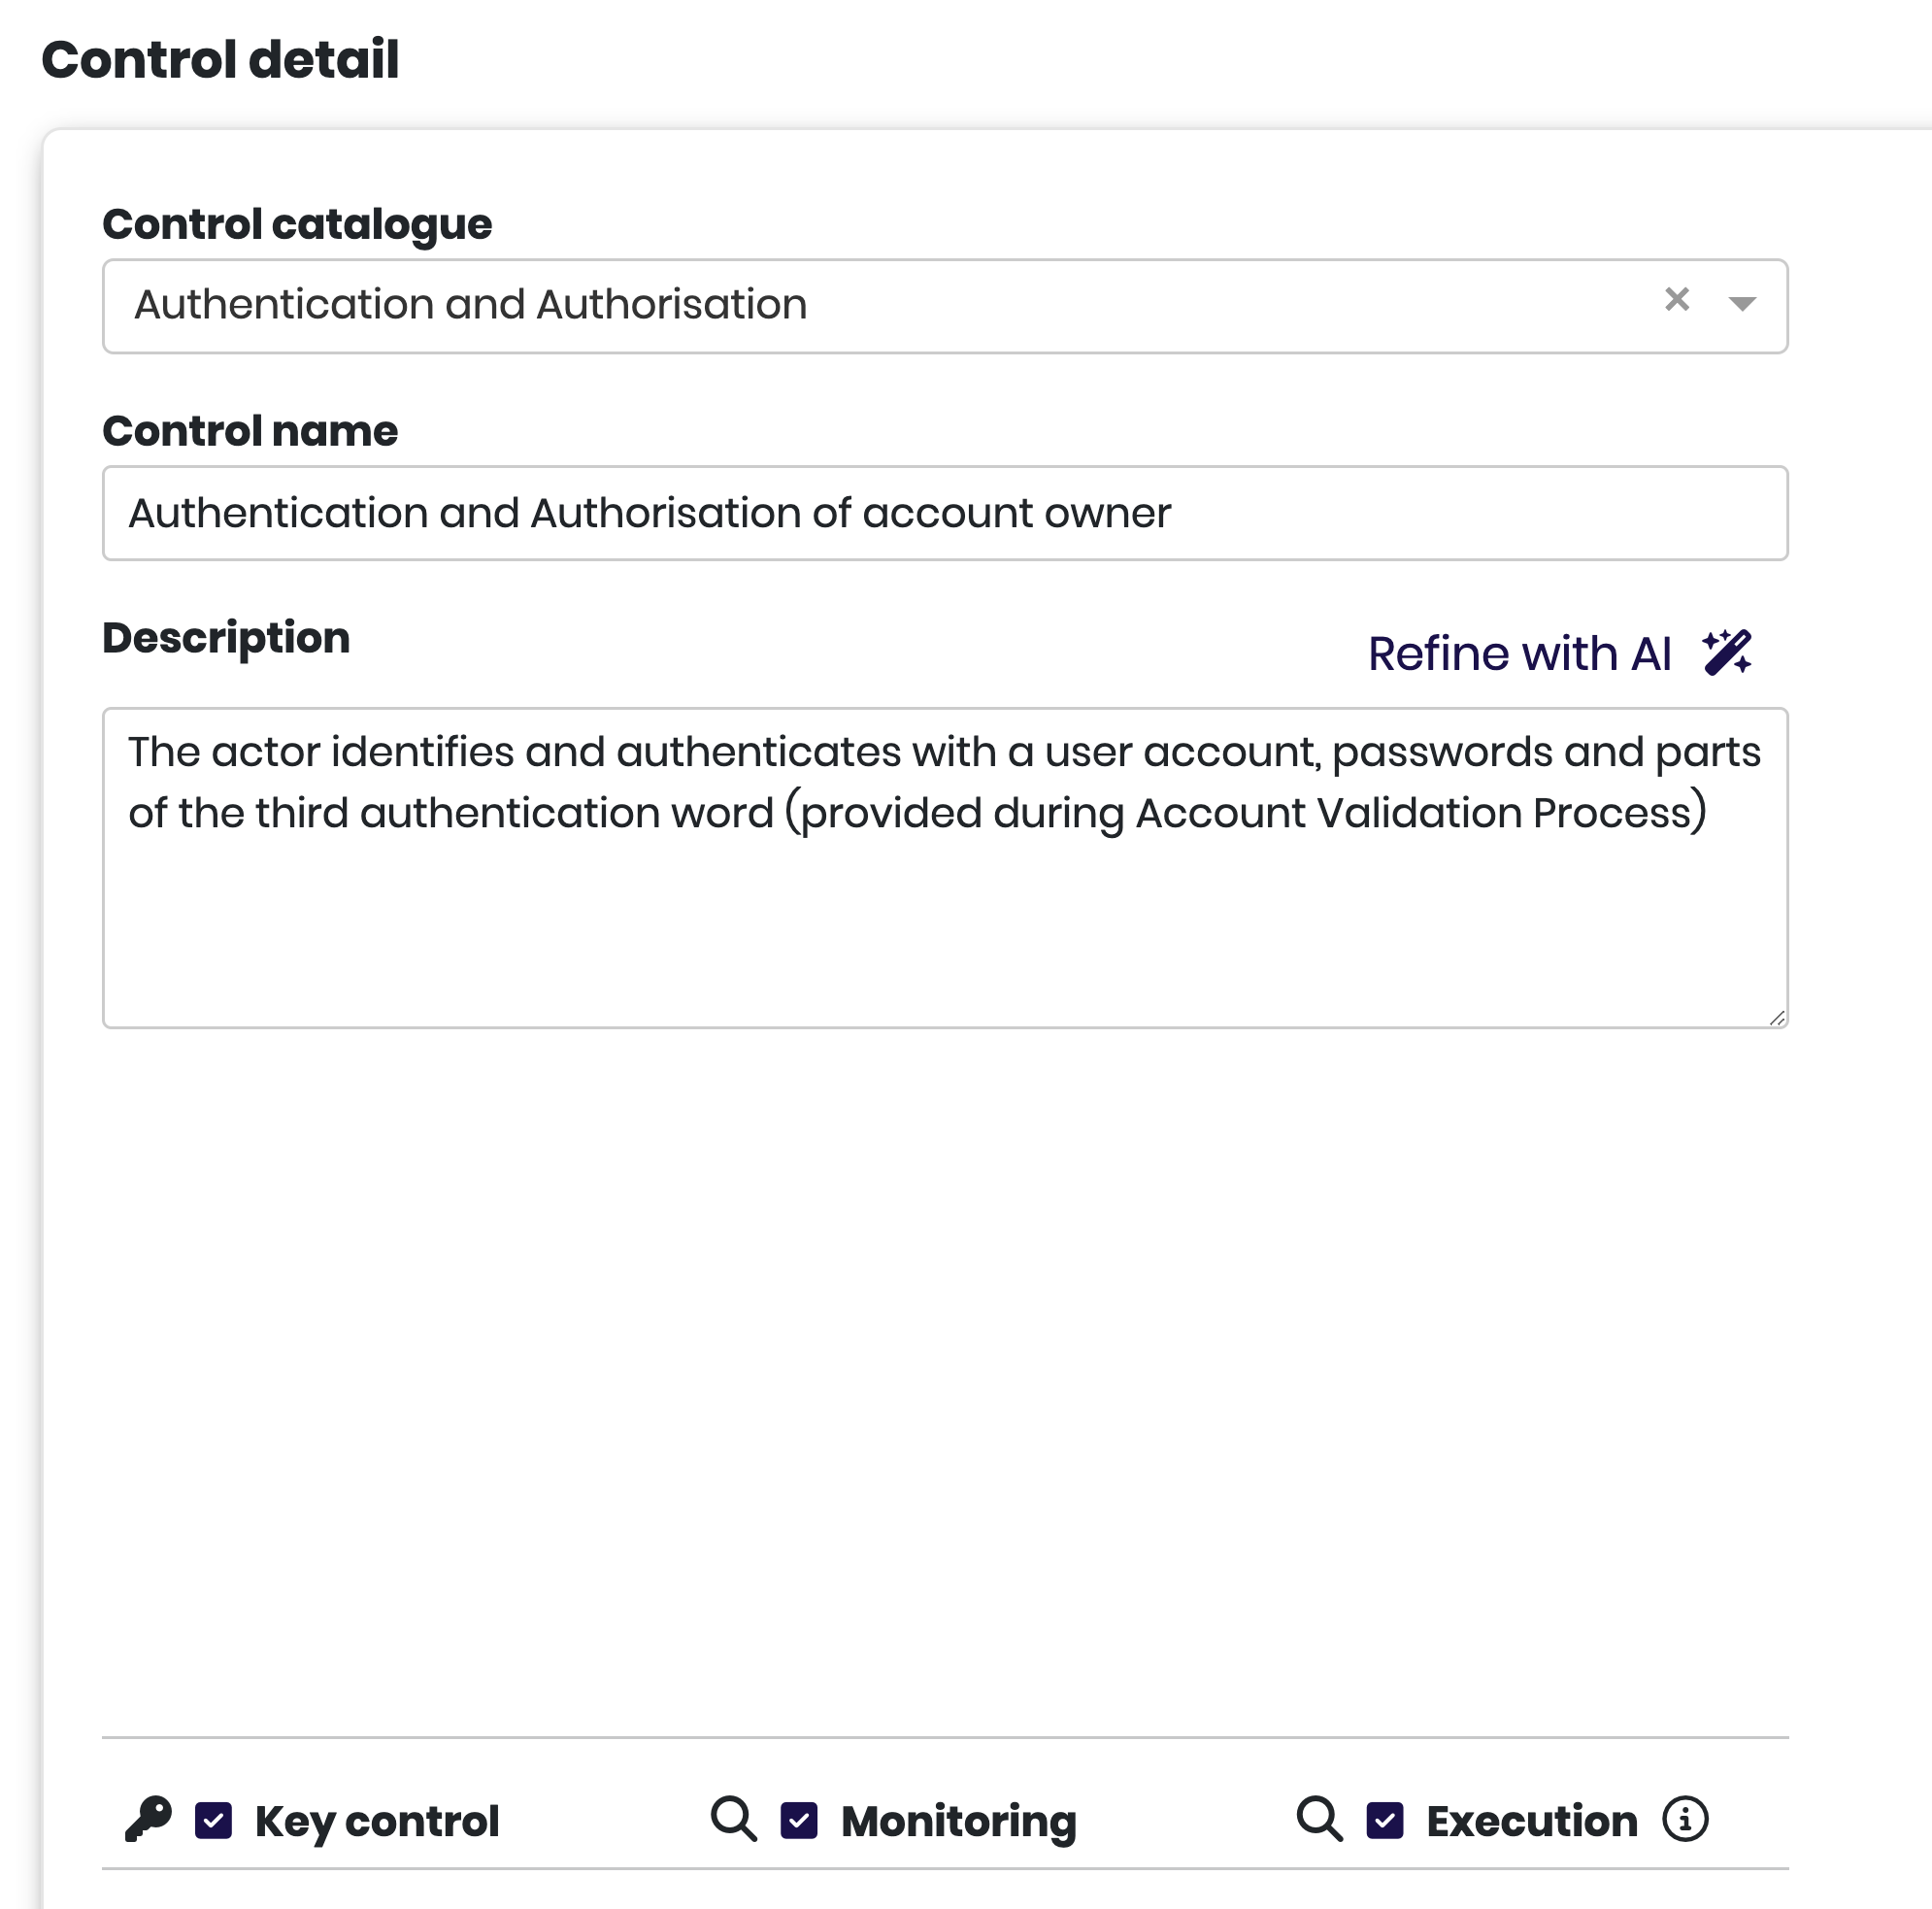 Control detail
Control catalogue
Authentication and Authorisation
Control name
Authentication and Authorisation of account owner
Description
Refine with AI
The actor identifies and authenticates with a user account, passwords and parts
of the third authentication word (provided during Account Validation Process)
Key control
Monitoring
Execution